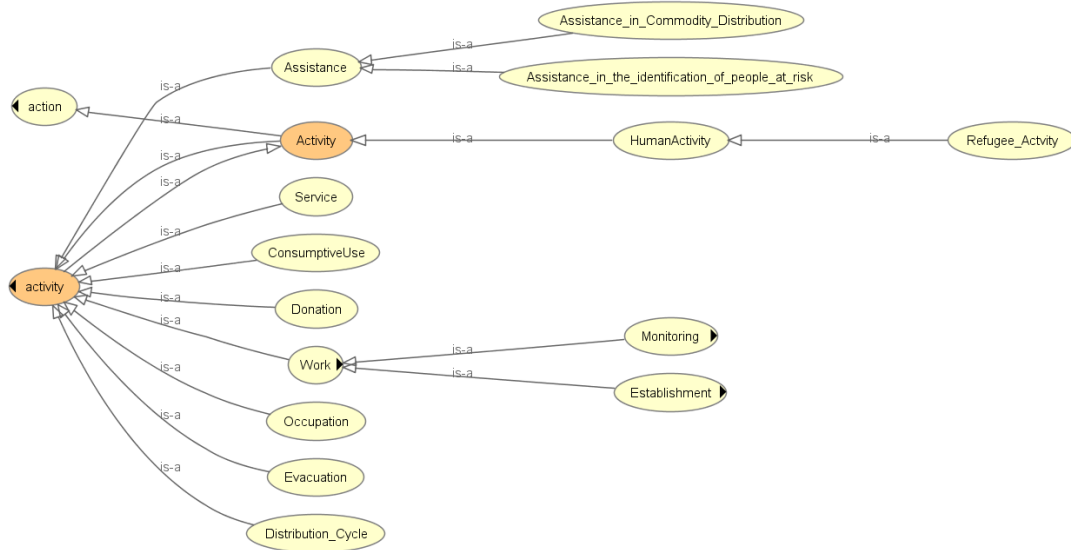 Assistance_in_Commodity_Distribution
is-a
Assistance
is-a
Assistance_in_the_identification_of_people_at_risk
is-a
action
is-a
Activity
is-a
HumanActivity
is-a
Refugee_Actvity
is-a
is-a
Service
is-a
ConsumptiveUse
is-a
activity
is-a
Donation
is-a
Monitoring
is-a
Work
is-a
Establishment
is-a
Occupation
is-a
Evacuation
is-a
Distribution_Cycle